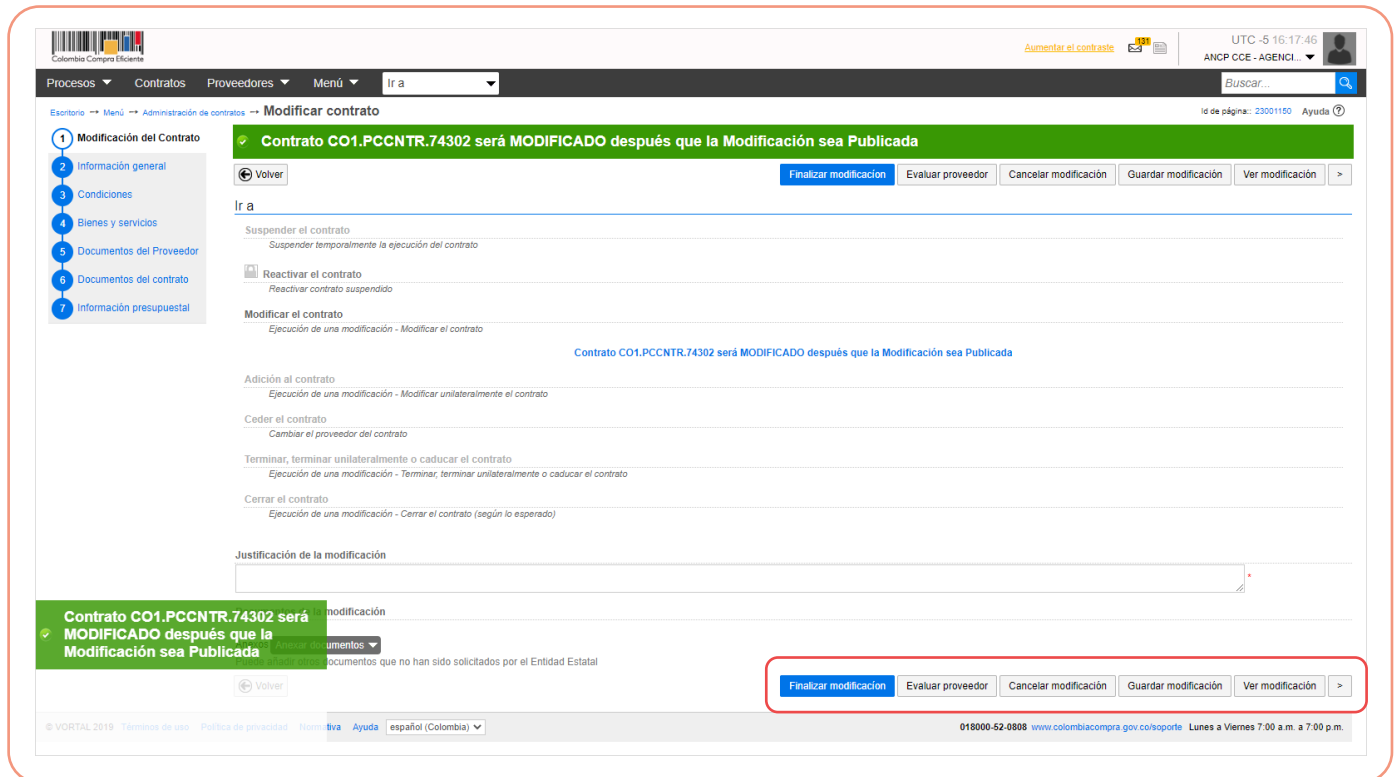 Colombia Compra Eficiente
Aumentar el contraste
131
UTC -5 16:17:46
ANCP CCE - AGENCI...
Procesos Contratos Proveedores Menú Ir a Buscar...
Escritorio → Menú → Administración de contratos → Modificar contrato
Id de página:: 23001150 Ayuda ?
1 Modificación del Contrato
2 Información general
3 Condiciones
4 Bienes y servicios
5 Documentos del Proveedor
6 Documentos del contrato
7 Información presupuestal
Contrato CO1.PCCNTR.74302 será MODIFICADO después que la Modificación sea Publicada
Volver Finalizar modificacíon Evaluar proveedor Cancelar modificación Guardar modificación Ver modificación >
Ir a
Suspender el contrato
Suspender temporalmente la ejecución del contrato
Reactivar el contrato
Reactivar contrato suspendido
Modificar el contrato
Ejecución de una modificación - Modificar el contrato
Contrato CO1.PCCNTR.74302 será MODIFICADO después que la Modificación sea Publicada
Adición al contrato
Ejecución de una modificación - Modificar unilateralmente el contrato
Ceder el contrato
Cambiar el proveedor del contrato
Terminar, terminar unilateralmente o caducar el contrato
Ejecución de una modificación - Terminar, terminar unilateralmente o caducar el contrato
Cerrar el contrato
Ejecución de una modificación - Cerrar el contrato (según lo esperado)
Justificación de la modificación
*
la modificación
Contrato CO1.PCCNTR.74302 será
MODIFICADO después que la
Modificación sea Publicada
Anexar documentos
Puede añadir otros documentos que no han sido solicitados por el Entidad Estatal
Volver Finalizar modificacíon Evaluar proveedor Cancelar modificación Guardar modificación Ver modificación >
© VORTAL 2019 Términos de uso Política de privacidad Normativa Ayuda español (Colombia)
018000-52-0808 www.colombiacompra.gov.co/soporte Lunes a Viernes 7:00 a.m. a 7:00 p.m.